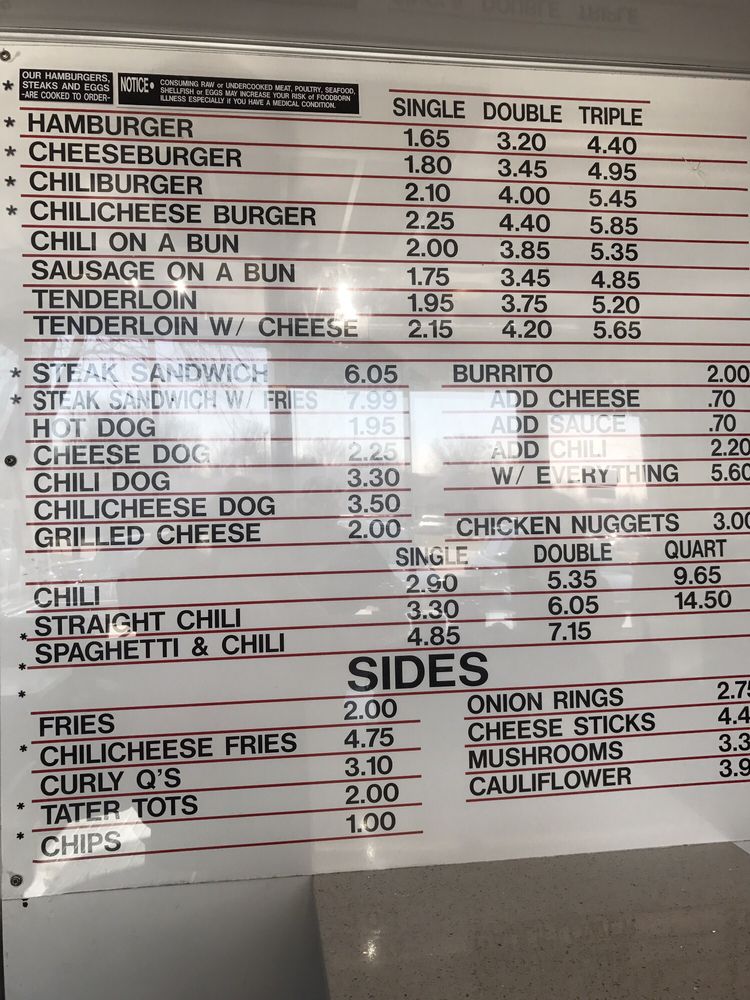 OUR HAMBURGERS,
* STEAKS AND EGGS
-ARE COOKED TO ORDER-
NOTICE• CONSUMING RAW or UNDERCOOKED MEAT, POULTRY, SEAFOOD,
SHELLFISH or EGGS MAY INCREASE YOUR RISK of FOODBORN
ILLNESS ESPECIALLY IF YOU HAVE A MEDICAL CONDITION.
SINGLE DOUBLE TRIPLE
* HAMBURGER 1.65 3.20 4.40
* CHEESEBURGER 1.80 3.45 4.95
* CHILIBURGER 2.10 4.00 5.45
* CHILICHEESE BURGER 2.25 4.40 5.85
CHILI ON A BUN 2.00 3.85 5.35
SAUSAGE ON A BUN 1.75 3.45 4.85
TENDERLOIN 1.95 3.75 5.20
TENDERLOIN W/ CHEESE 2.15 4.20 5.65
* STEAK SANDWICH 6.05
* STEAK SANDWICH W/ FRIES 7.99
HOT DOG 1.95
CHEESE DOG 2.25
CHILI DOG 3.30
CHILICHEESE DOG 3.50
GRILLED CHEESE 2.00
BURRITO 2.00
ADD CHEESE .70
ADD SAUCE .70
ADD CHILI 2.20
W/ EVERYTHING 5.60
CHICKEN NUGGETS 3.00
SINGLE DOUBLE QUART
CHILI 2.90 5.35 9.65
* STRAIGHT CHILI 3.30 6.05 14.50
* SPAGHETTI & CHILI 4.85 7.15
*
SIDES
FRIES 2.00
* CHILICHEESE FRIES 4.75
CURLY Q'S 3.10
* TATER TOTS 2.00
* CHIPS 1.00
ONION RINGS 2.75
CHEESE STICKS 4.4
MUSHROOMS 3.3
CAULIFLOWER 3.9